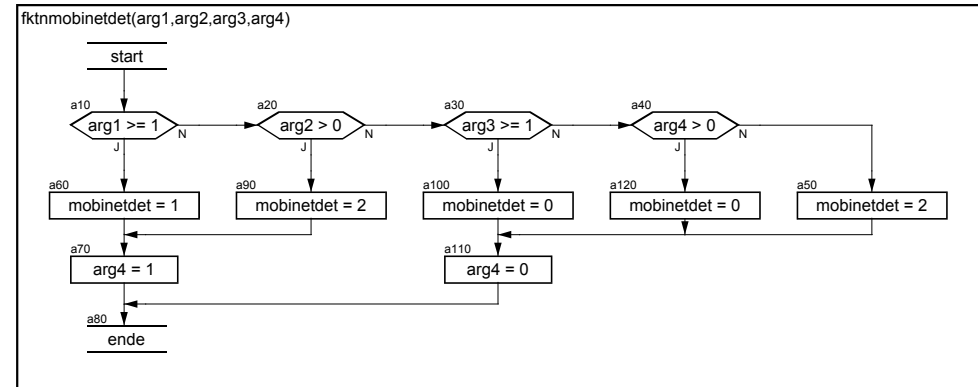 fktnmobinetdet(arg1,arg2,arg3,arg4)
start
a10
arg1 >= 1
N
J
a20
arg2 > 0
N
J
a30
arg3 >= 1
N
J
a40
arg4 > 0
N
J
a60
mobinetdet = 1
a90
mobinetdet = 2
a100
mobinetdet = 0
a120
mobinetdet = 0
a50
mobinetdet = 2
a70
arg4 = 1
a110
arg4 = 0
a80
ende